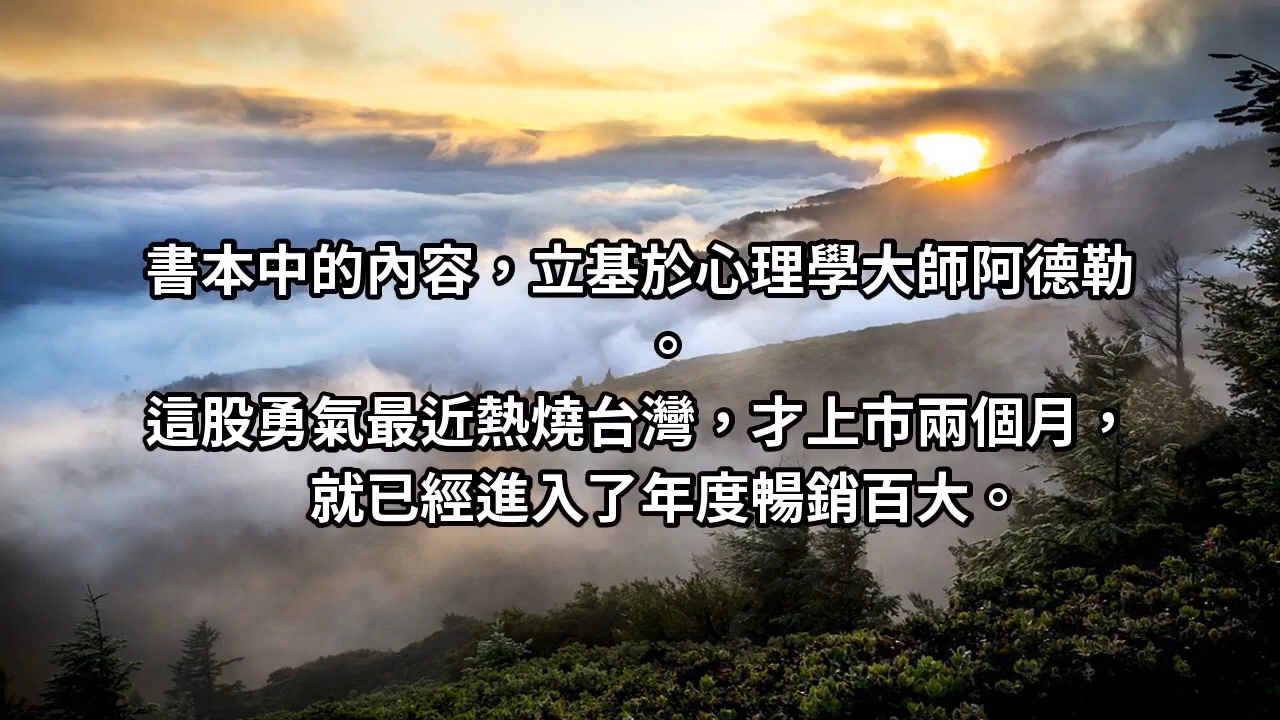 書本中的內容，立基於心理學大師阿德勒
。
這股勇氣最近熱燒台灣，才上市兩個月，
就已經進入了年度暢銷百大。